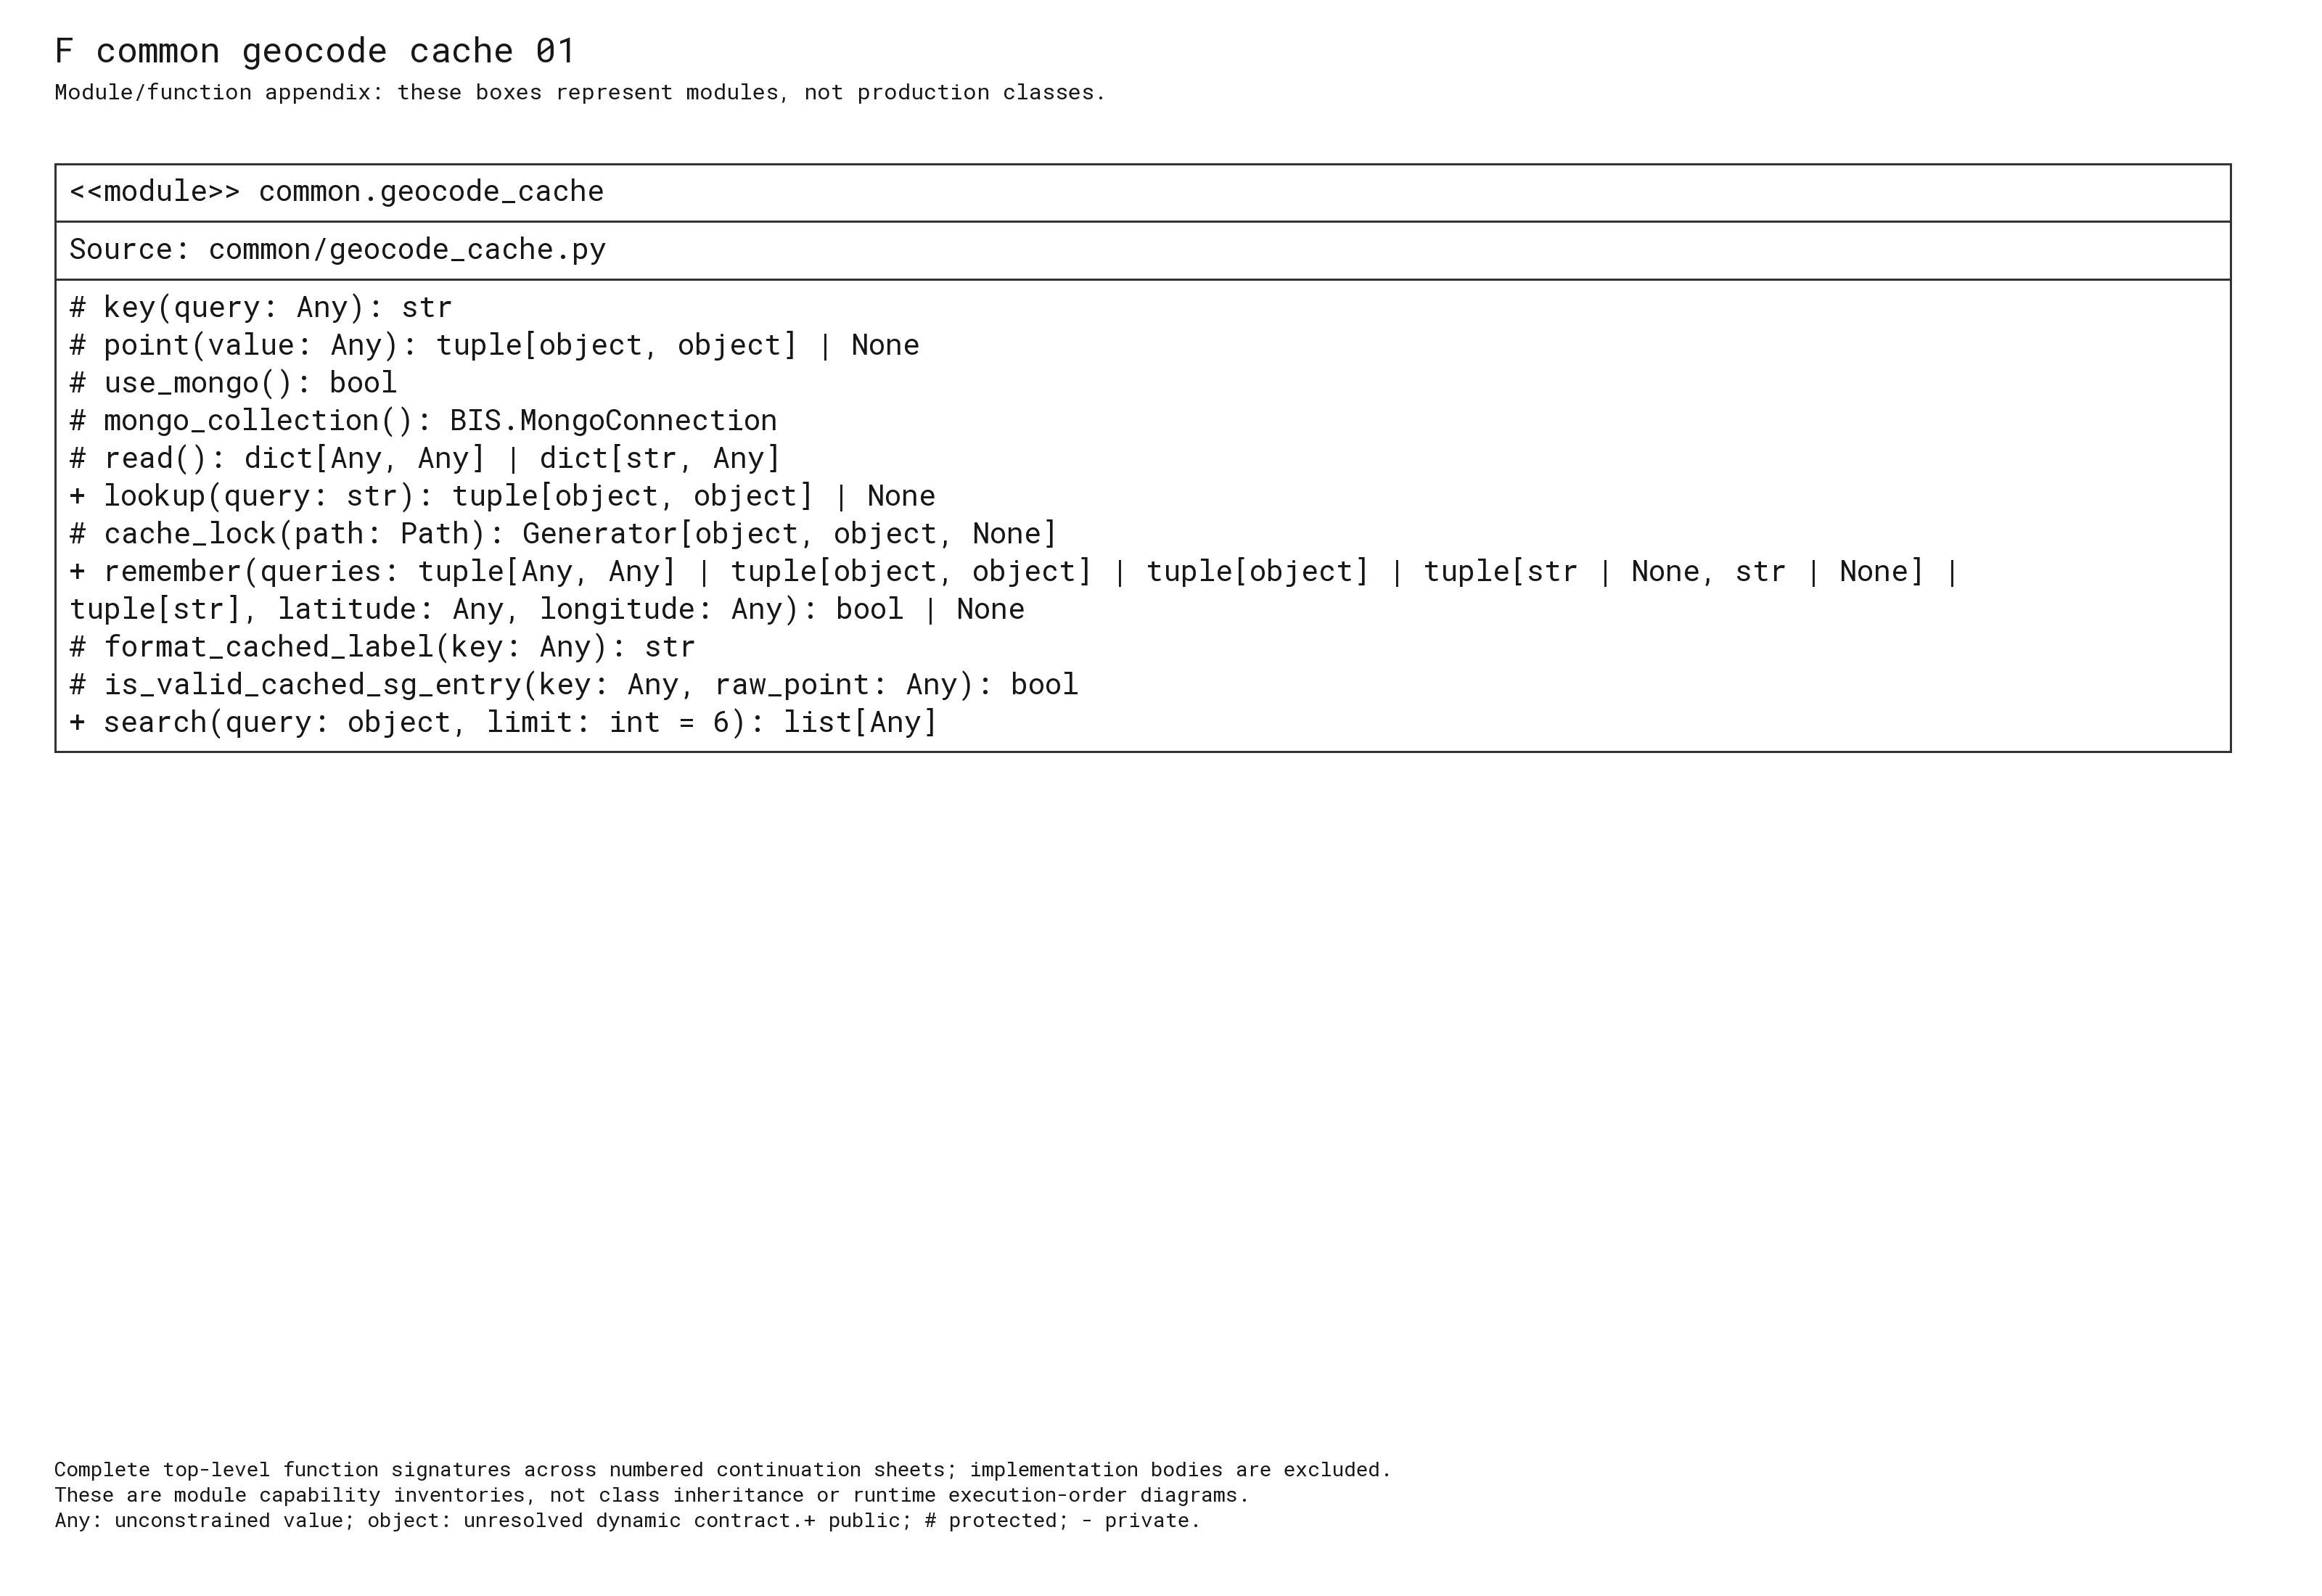 F common geocode cache 01
Module/function appendix: these boxes represent modules, not production classes.
<<module>> common.geocode_cache
Source: common/geocode_cache.py
# key(query: Any): str
# point(value: Any): tuple[object, object] | None
# use_mongo(): bool
# mongo_collection(): BIS.MongoConnection
# read(): dict[Any, Any] | dict[str, Any]
+ lookup(query: str): tuple[object, object] | None
# cache_lock(path: Path): Generator[object, object, None]
+ remember(queries: tuple[Any, Any] | tuple[object, object] | tuple[object] | tuple[str | None, str | None] |
tuple[str], latitude: Any, longitude: Any): bool | None
# format_cached_label(key: Any): str
# is_valid_cached_sg_entry(key: Any, raw_point: Any): bool
+ search(query: object, limit: int = 6): list[Any]
Complete top-level function signatures across numbered continuation sheets; implementation bodies are excluded.
These are module capability inventories, not class inheritance or runtime execution-order diagrams.
Any: unconstrained value; object: unresolved dynamic contract.+ public; # protected; - private.